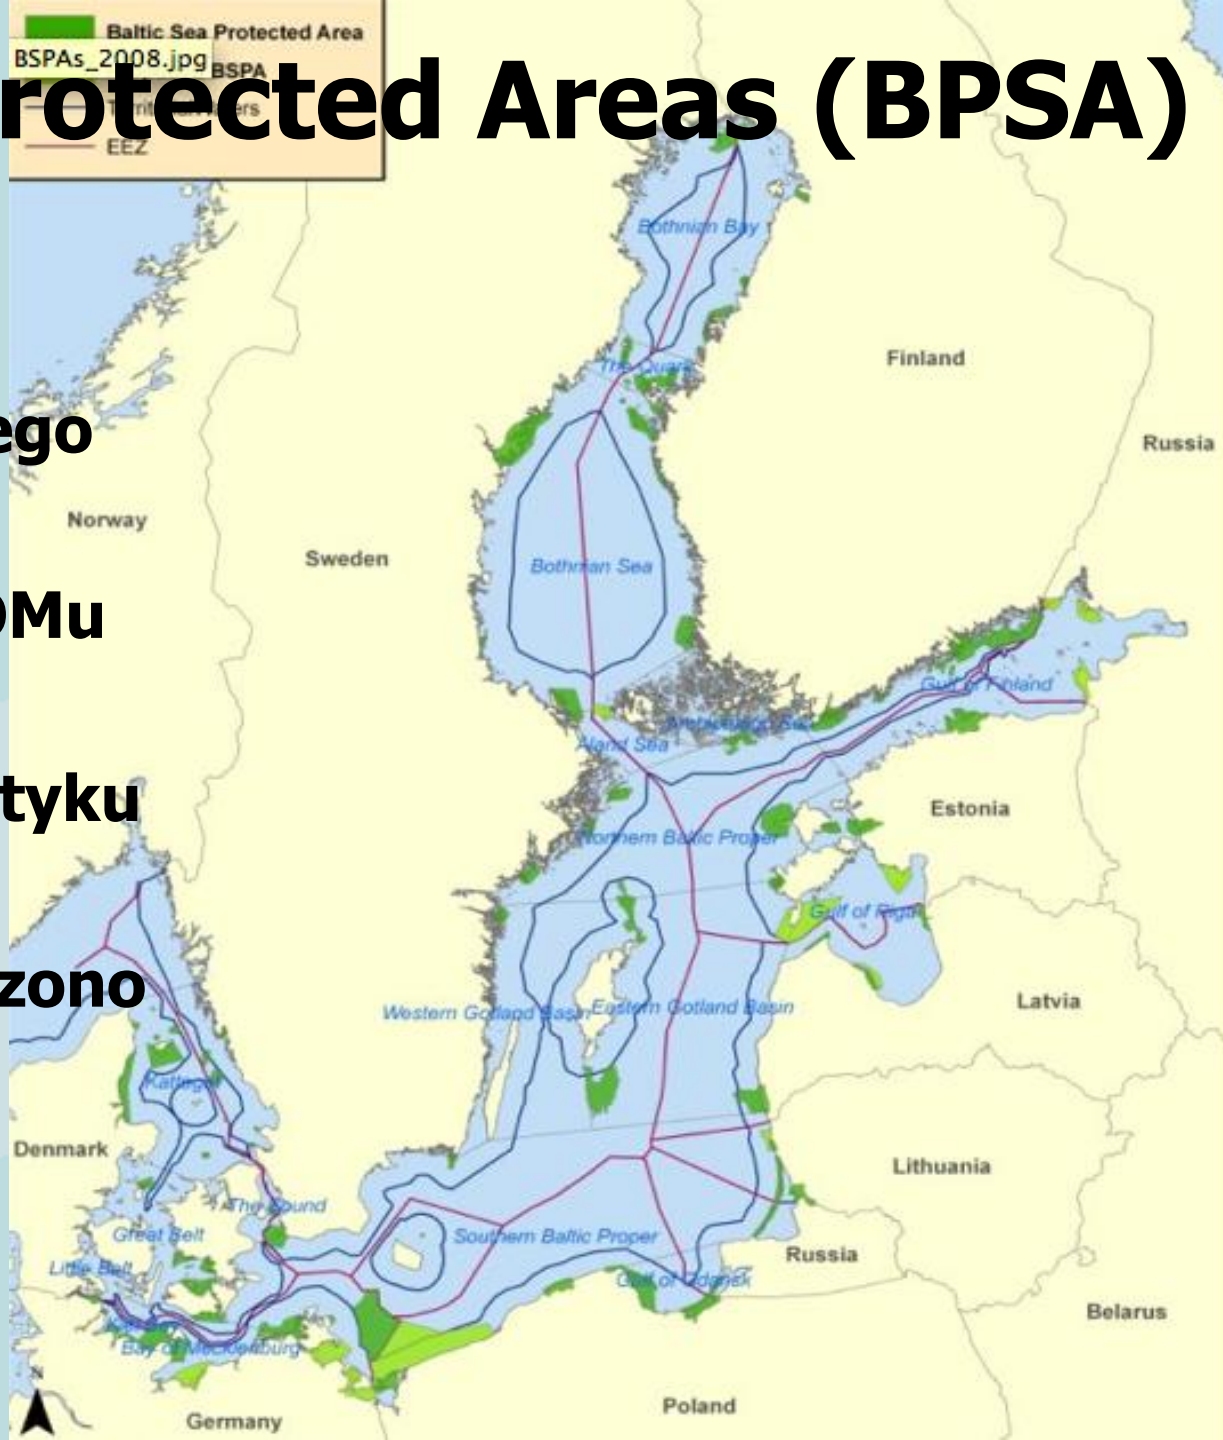 Baltic Sea Protected Area
BSPAs_2008.jpg
BSPA
rotected Areas (BPSA)
EEZ
Bothnian Bay
Finland
The Quark
ego
Russia
Norway
Sweden
Bothnian Sea
Mu
Gulf of Finland
Archipelago Sea
Aland Sea
tyku
Estonia
Northern Baltic Proper
Gulf of Riga
zono
Latvia
Western Gotland Basin
Eastern Gotland Basin
Kattegat
Denmark
Lithuania
The Sound
Great Belt
Southern Baltic Proper
Russia
Little Belt
Gulf of Gdansk
Belarus
Bay of Mecklenburg
N
Poland
Germany